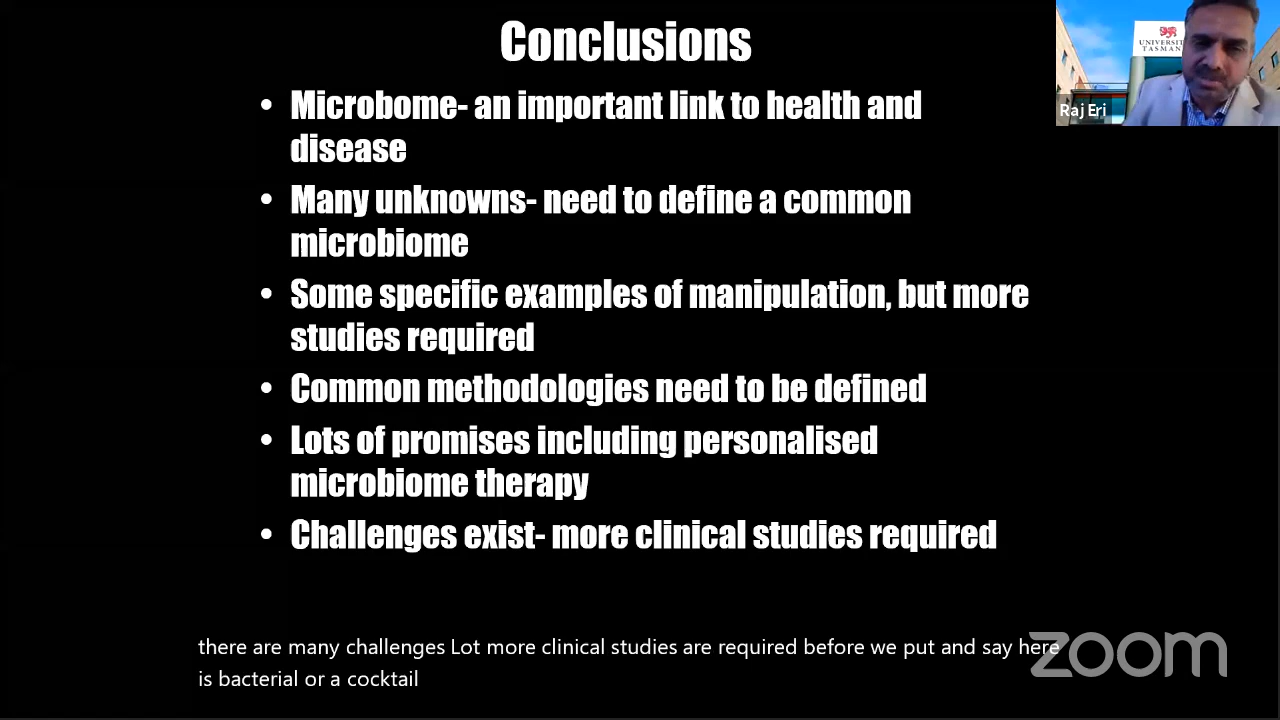 Conclusions
• Microbome- an important link to health and
disease
• Many unknowns- need to define a common
microbiome
• Some specific examples of manipulation, but more
studies required
• Common methodologies need to be defined
• Lots of promises including personalised
microbiome therapy
• Challenges exist- more clinical studies required
UNIVERSIT
TASMAN
Raj Eri
there are many challenges Lot more clinical studies are required before we put and say here
is bacterial or a cocktail
zoom